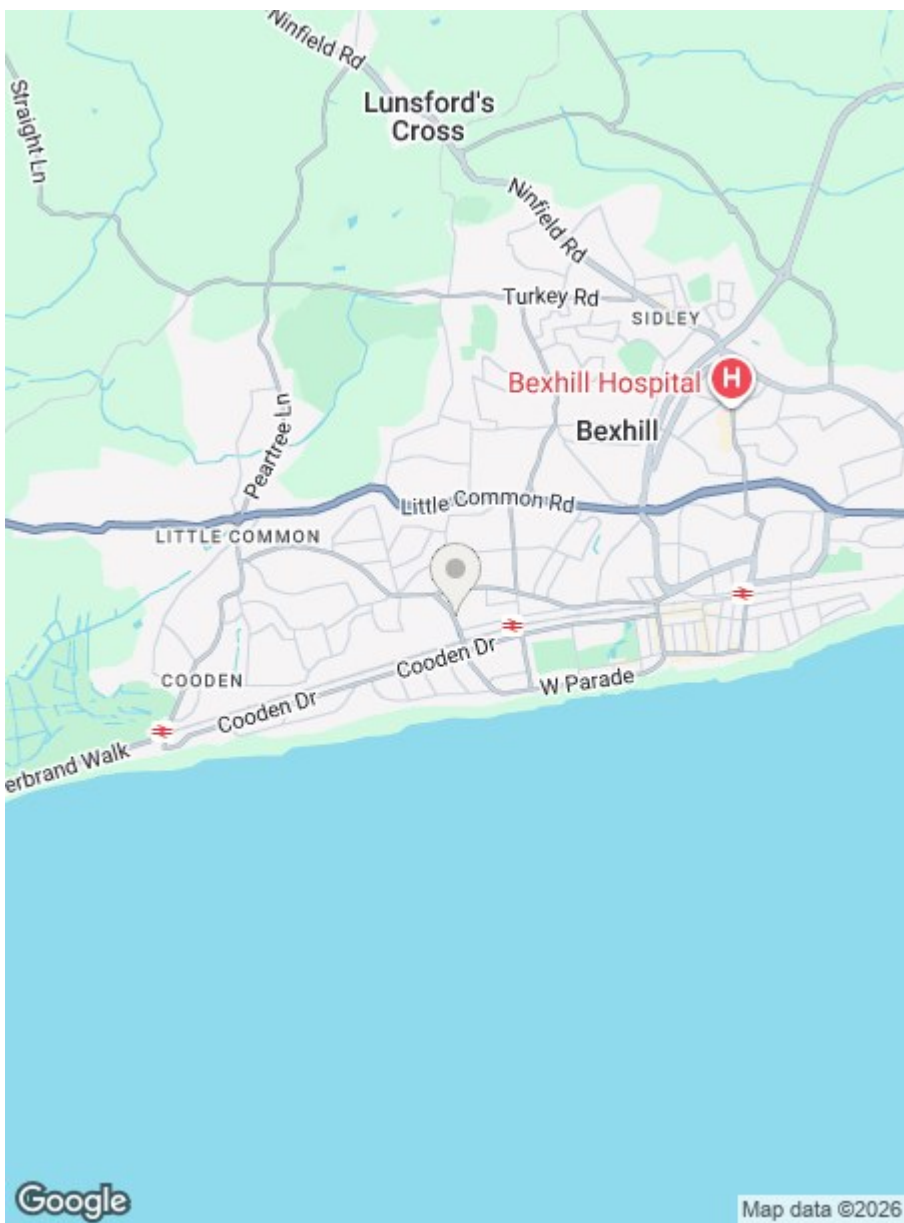 Ninfield Rd
Lunsford's
Cross
Straight Ln
Ninfield Rd
Turkey Rd
SIDLEY
Bexhill Hospital
H
Bexhill
Peartree Ln
Little Common Rd
LITTLE COMMON
Cooden Dr
COODEN
W Parade
Cooden Dr
erbrand Walk
Google
Map data ©2026